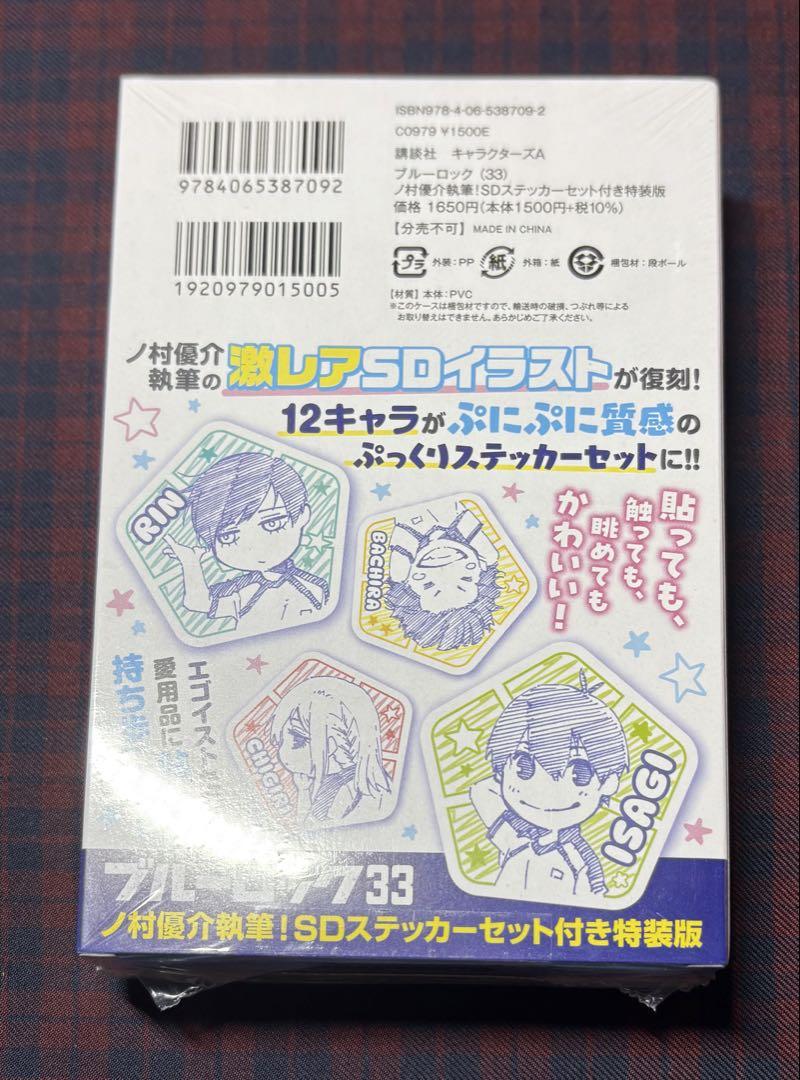 ISBN978-4-06-538709-2
C0979 ¥1500E
講談社 キャラクターズA
ブルーロック (33)
ノ村優介執筆!SDステッカーセット付き特装版
価格 1650円(本体1500円+税10%)
【分売不可】 MADE IN CHINA
9784065387092
1920979015005
プラ 外装:PP 紙 外箱:紙 梱包材:段ボール
【材質】本体:PVC
※このケースは梱包材ですので、輸送時の破損、つぶれ等による
お取り替えはできません。あらかじめご了承ください。
ノ村優介
執筆の激レアSDイラストが復刻!
12キャラがぷにぷに質感の
ぷっくりステッカーセットに!!
貼っても、
触っても、
眺めても
かわいい!
RIN
BACHIRA
CHIGIRI
ISAGI
エゴイスト
愛用品に
持ち
ブルーロック33
ノ村優介執筆!SDステッカーセット付き特装版